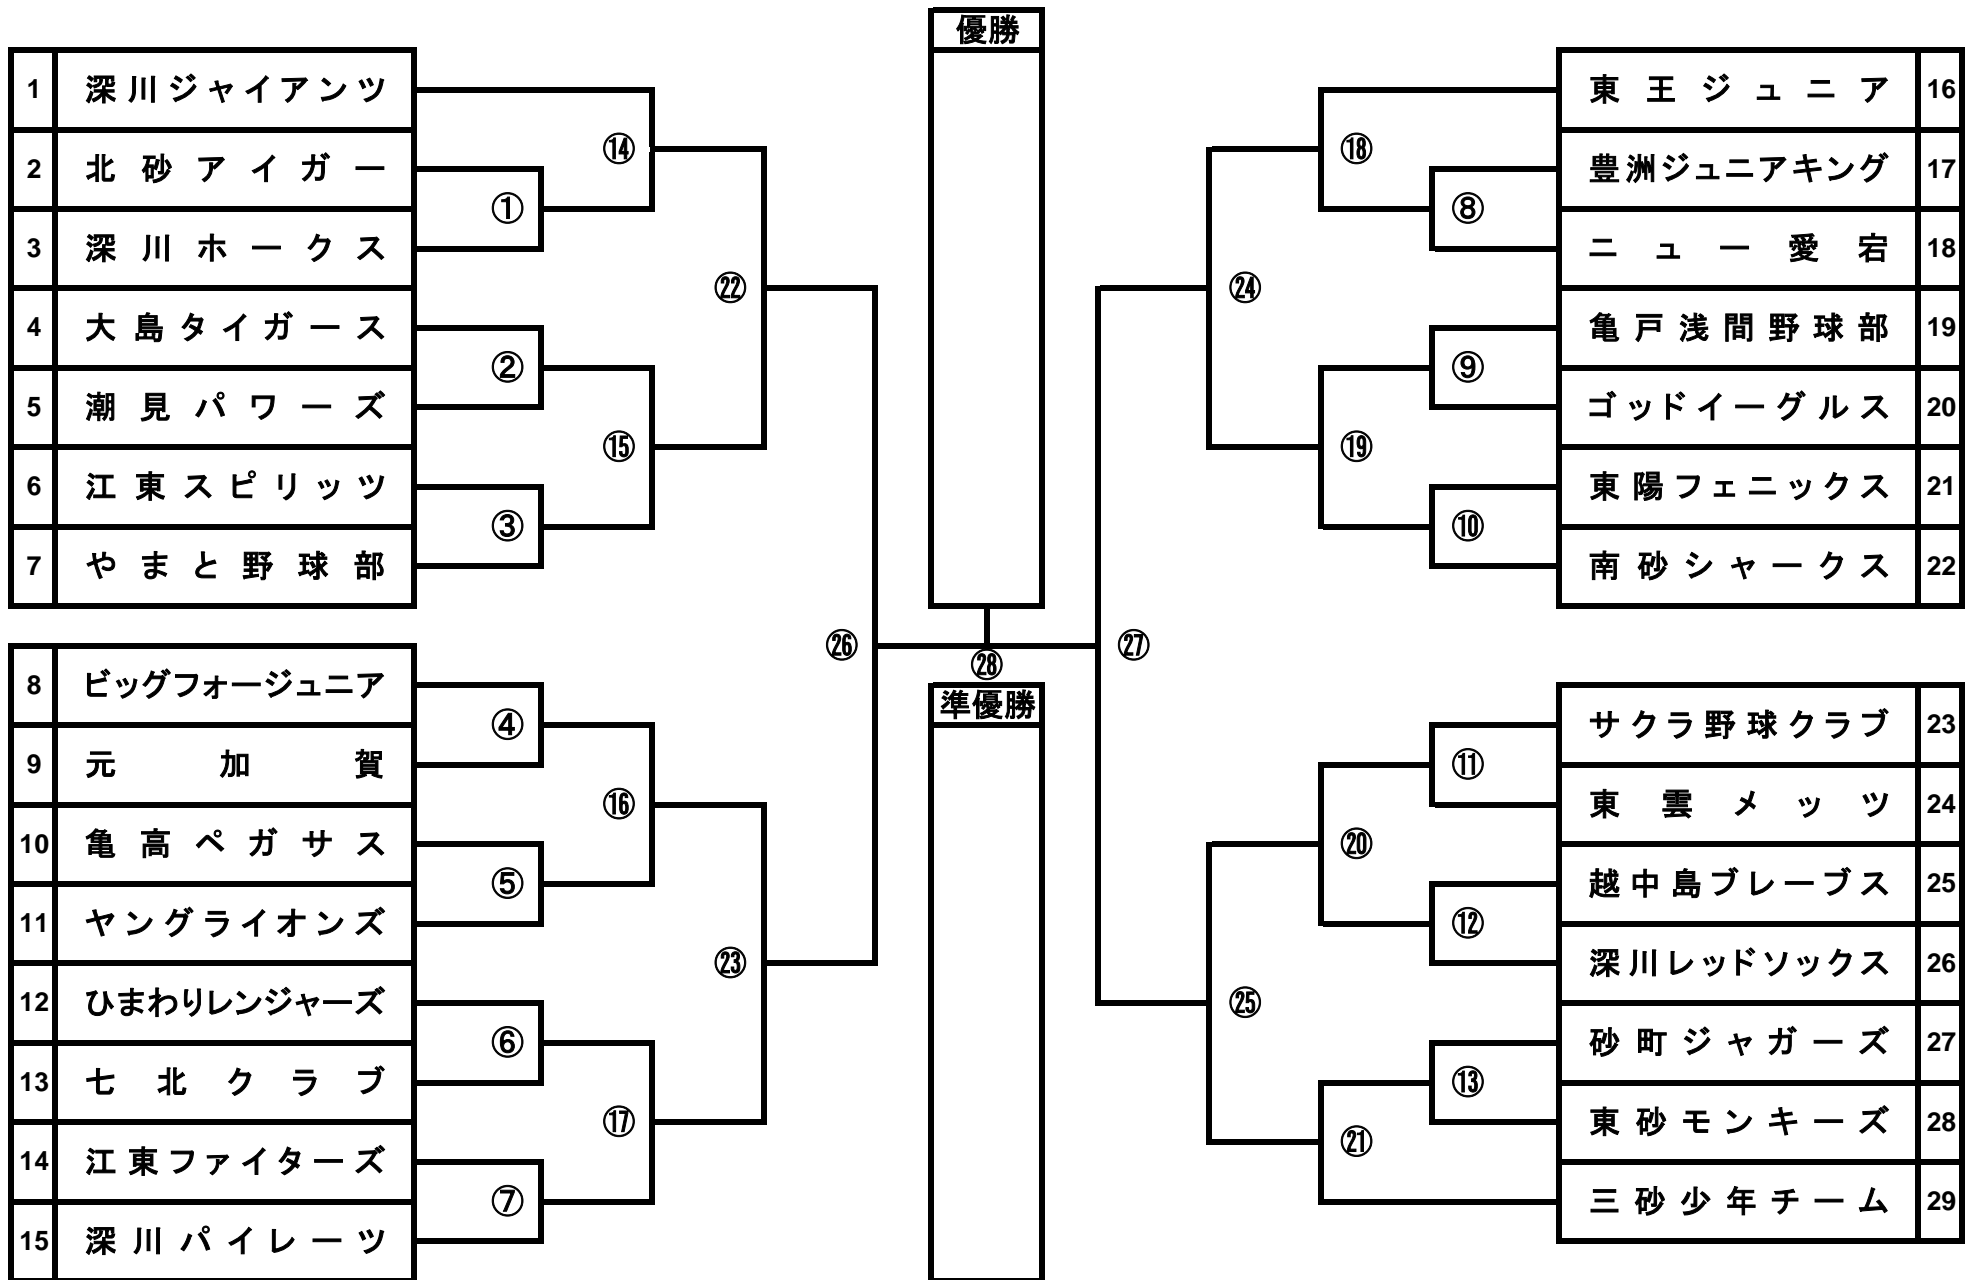 優勝
1 深川ジャイアンツ
2 北砂アイガー
3 深川ホークス
4 大島タイガース
5 潮見パワーズ
6 江東スピリッツ
7 やまと野球部
8 ビッグフォージュニア
9 元加賀
10 亀高ペガサス
11 ヤングライオンズ
12 ひまわりレンジャーズ
13 七北クラブ
14 江東ファイターズ
15 深川パイレーツ
①
②
③
④
⑤
⑥
⑦
⑭
⑮
⑯
⑰
㉒
㉓
㉖
㉘
準優勝
㉗
㉔
㉕
⑱
⑲
⑳
㉑
⑧
⑨
⑩
⑪
⑫
⑬
東王ジュニア 16
豊洲ジュニアキング 17
ニュー愛宕 18
亀戸浅間野球部 19
ゴッドイーグルス 20
東陽フェニックス 21
南砂シャークス 22
サクラ野球クラブ 23
東雲メッツ 24
越中島ブレーブス 25
深川レッドソックス 26
砂町ジャガーズ 27
東砂モンキーズ 28
三砂少年チーム 29